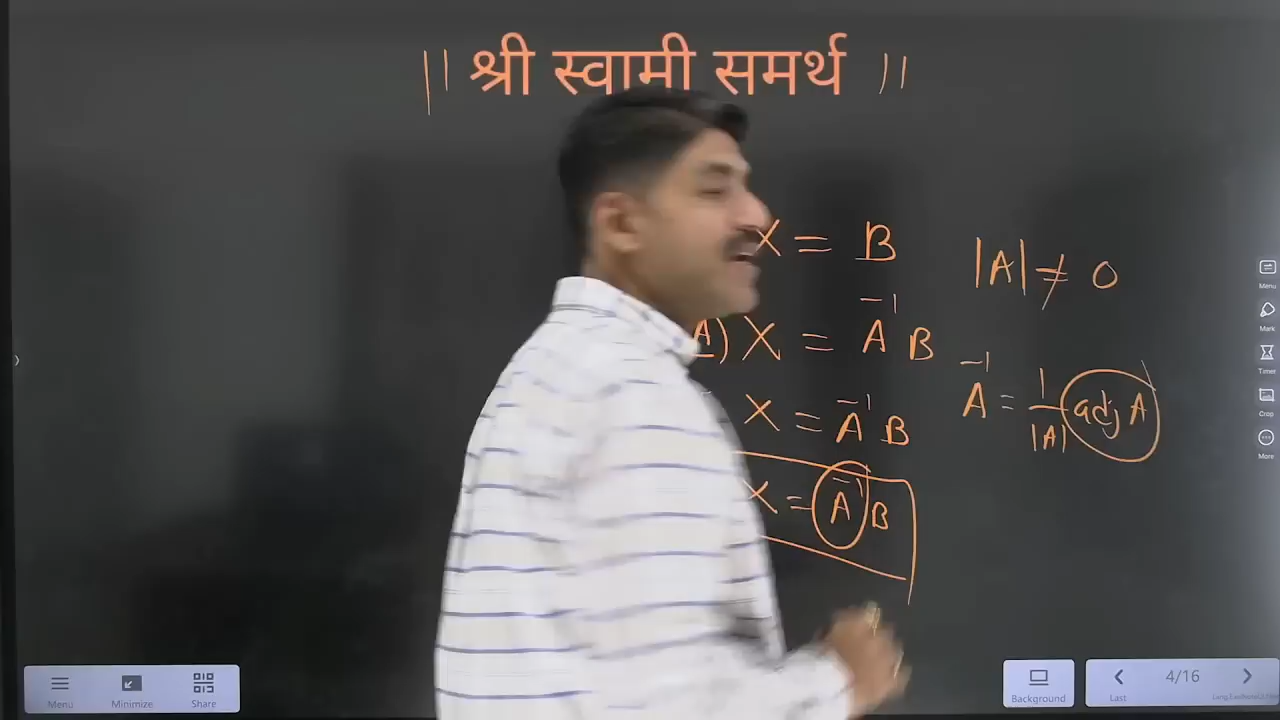 || श्री स्वामी समर्थ ||
X = B
|A| ≠ 0
A) X = A⁻¹ B
X = A⁻¹ B
A⁻¹ = 1/|A| adj A
X = A⁻¹ B
Menu
Mark
Timer
Crop
More
Menu
Minimize
Share
Background
Last
4/16